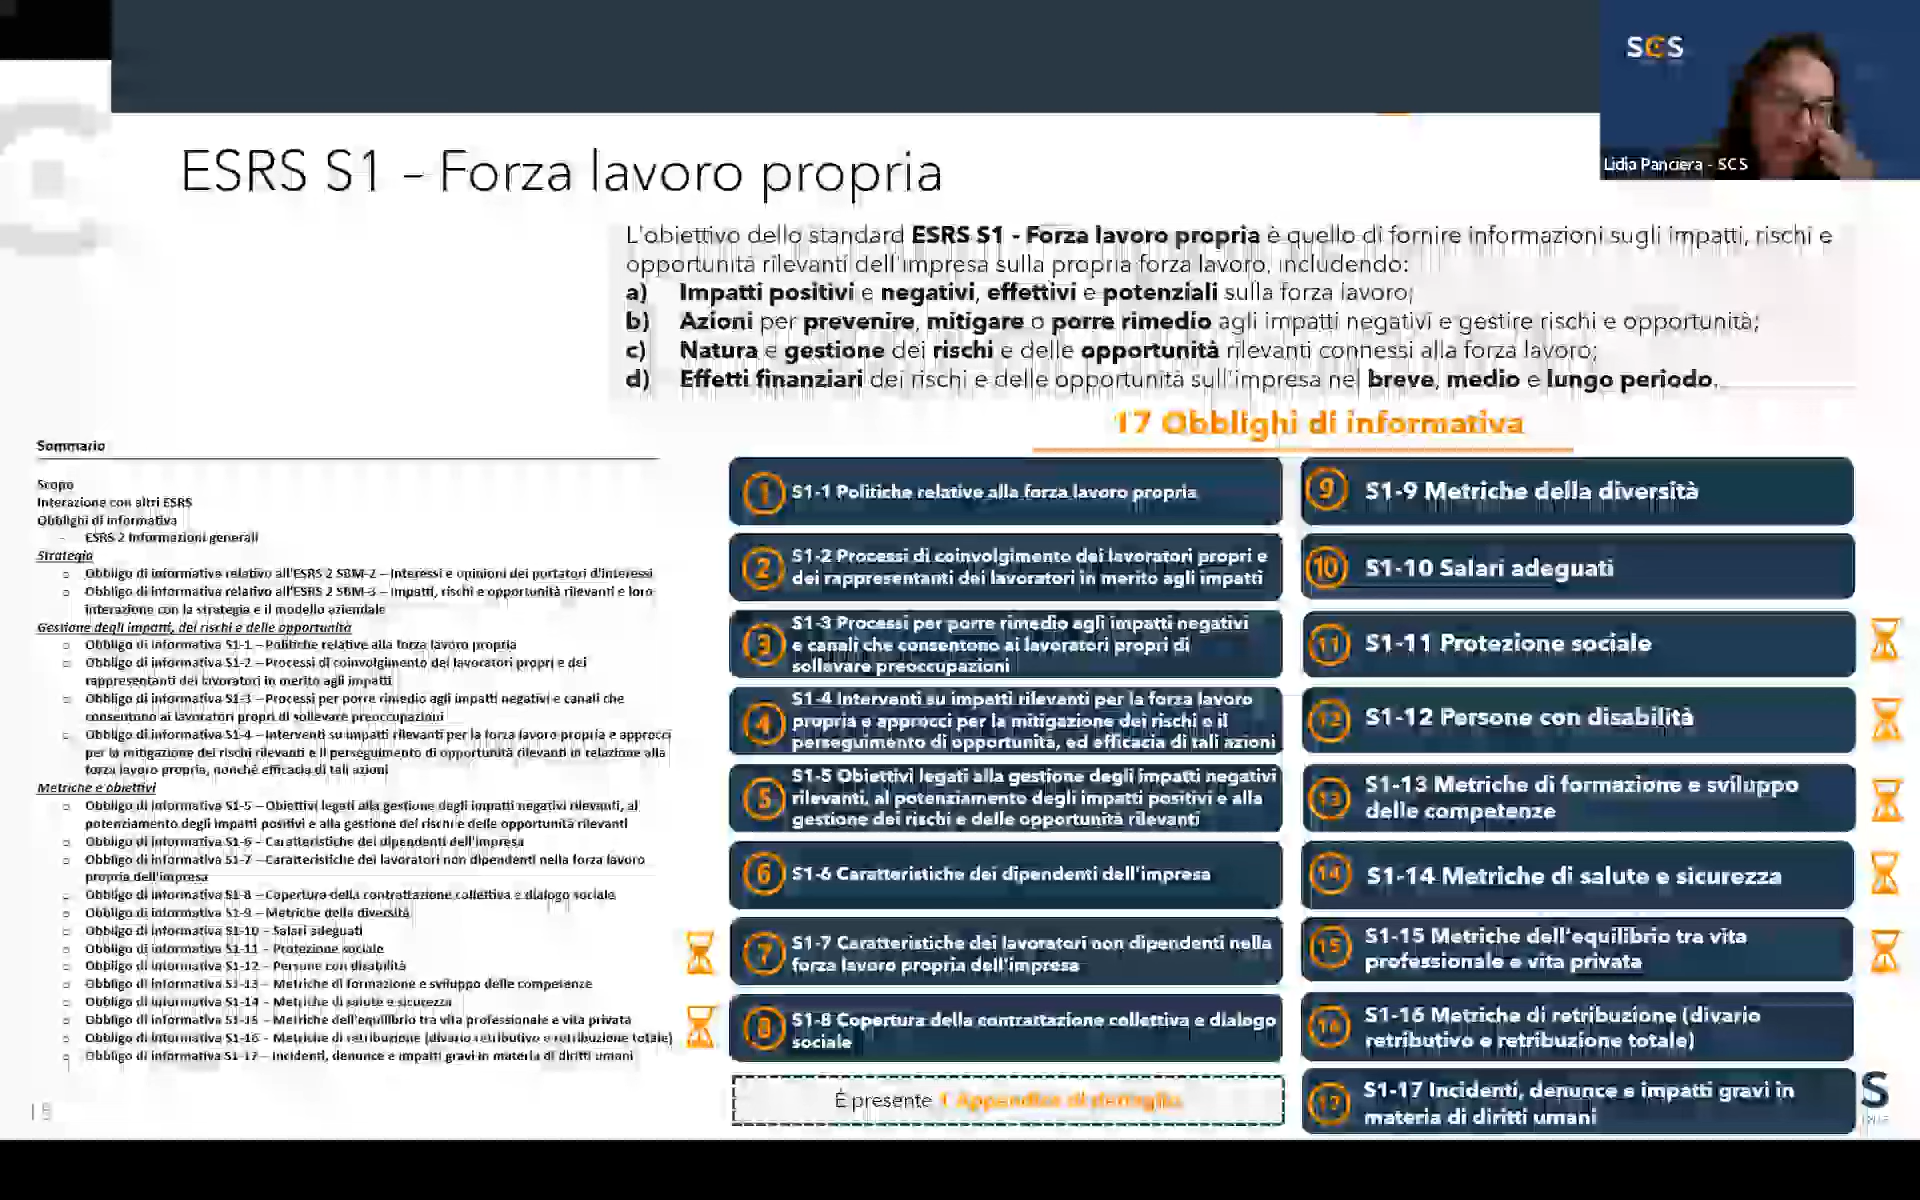 SCS
Lidia Panciera - SCS
ESRS S1 – Forza lavoro propria
L'obiettivo dello standard ESRS S1 - Forza lavoro propria è quello di fornire informazioni sugli impatti, rischi e
opportunità rilevanti dell'impresa sulla propria forza lavoro, includendo:
a) Impatti positivi e negativi, effettivi e potenziali sulla forza lavoro;
b) Azioni per prevenire, mitigare o porre rimedio agli impatti negativi e gestire rischi e opportunità;
c) Natura e gestione dei rischi e delle opportunità rilevanti connessi alla forza lavoro;
d) Effetti finanziari dei rischi e delle opportunità sull'impresa nel breve, medio e lungo periodo.
17 Obblighi di informativa
Sommario
Scopo
Interazione con altri ESRS
Obblighi di informativa
- ESRS 2 Informazioni generali
Strategia
o Obbligo di informativa relativo all'ESRS 2 SBM-2 – Interessi e opinioni dei portatori d'interessi
o Obbligo di informativa relativo all'ESRS 2 SBM-3 – Impatti, rischi e opportunità rilevanti e loro
interazione con la strategia e il modello aziendale
Gestione degli impatti, dei rischi e delle opportunità
o Obbligo di informativa S1-1 – Politiche relative alla forza lavoro propria
o Obbligo di informativa S1-2 – Processi di coinvolgimento dei lavoratori propri e dei
rappresentanti dei lavoratori in merito agli impatti
o Obbligo di informativa S1-3 – Processi per porre rimedio agli impatti negativi e canali che
consentono ai lavoratori propri di sollevare preoccupazioni
o Obbligo di informativa S1-4 – Interventi su impatti rilevanti per la forza lavoro propria e approcci
per la mitigazione dei rischi rilevanti e il perseguimento di opportunità rilevanti in relazione alla
forza lavoro propria, nonché efficacia di tali azioni
Metriche e obiettivi
o Obbligo di informativa S1-5 – Obiettivi legati alla gestione degli impatti negativi rilevanti, al
potenziamento degli impatti positivi e alla gestione dei rischi e delle opportunità rilevanti
o Obbligo di informativa S1-6 – Caratteristiche dei dipendenti dell'impresa
o Obbligo di informativa S1-7 – Caratteristiche dei lavoratori non dipendenti nella forza lavoro
propria dell'impresa
o Obbligo di informativa S1-8 – Copertura della contrattazione collettiva e dialogo sociale
o Obbligo di informativa S1-9 – Metriche della diversità
o Obbligo di informativa S1-10 – Salari adeguati
o Obbligo di informativa S1-11 – Protezione sociale
o Obbligo di informativa S1-12 – Persone con disabilità
o Obbligo di informativa S1-13 – Metriche di formazione e sviluppo delle competenze
o Obbligo di informativa S1-14 – Metriche di salute e sicurezza
o Obbligo di informativa S1-15 – Metriche dell'equilibrio tra vita professionale e vita privata
o Obbligo di informativa S1-16 – Metriche di retribuzione (divario retributivo e retribuzione totale)
o Obbligo di informativa S1-17 – Incidenti, denunce e impatti gravi in materia di diritti umani
1 S1-1 Politiche relative alla forza lavoro propria
2 S1-2 Processi di coinvolgimento dei lavoratori propri e
dei rappresentanti dei lavoratori in merito agli impatti
3 S1-3 Processi per porre rimedio agli impatti negativi
e canali che consentono ai lavoratori propri di
sollevare preoccupazioni
4 S1-4 Interventi su impatti rilevanti per la forza lavoro
propria e approcci per la mitigazione dei rischi e il
perseguimento di opportunità, ed efficacia di tali azioni
5 S1-5 Obiettivi legati alla gestione degli impatti negativi
rilevanti, al potenziamento degli impatti positivi e alla
gestione dei rischi e delle opportunità rilevanti
6 S1-6 Caratteristiche dei dipendenti dell'impresa
7 S1-7 Caratteristiche dei lavoratori non dipendenti nella
forza lavoro propria dell'impresa
8 S1-8 Copertura della contrattazione collettiva e dialogo
sociale
È presente 1 Appendice di dettaglio
9 S1-9 Metriche della diversità
10 S1-10 Salari adeguati
11 S1-11 Protezione sociale
12 S1-12 Persone con disabilità
13 S1-13 Metriche di formazione e sviluppo
delle competenze
14 S1-14 Metriche di salute e sicurezza
15 S1-15 Metriche dell'equilibrio tra vita
professionale e vita privata
16 S1-16 Metriche di retribuzione (divario
retributivo e retribuzione totale)
17 S1-17 Incidenti, denunce e impatti gravi in
materia di diritti umani
S